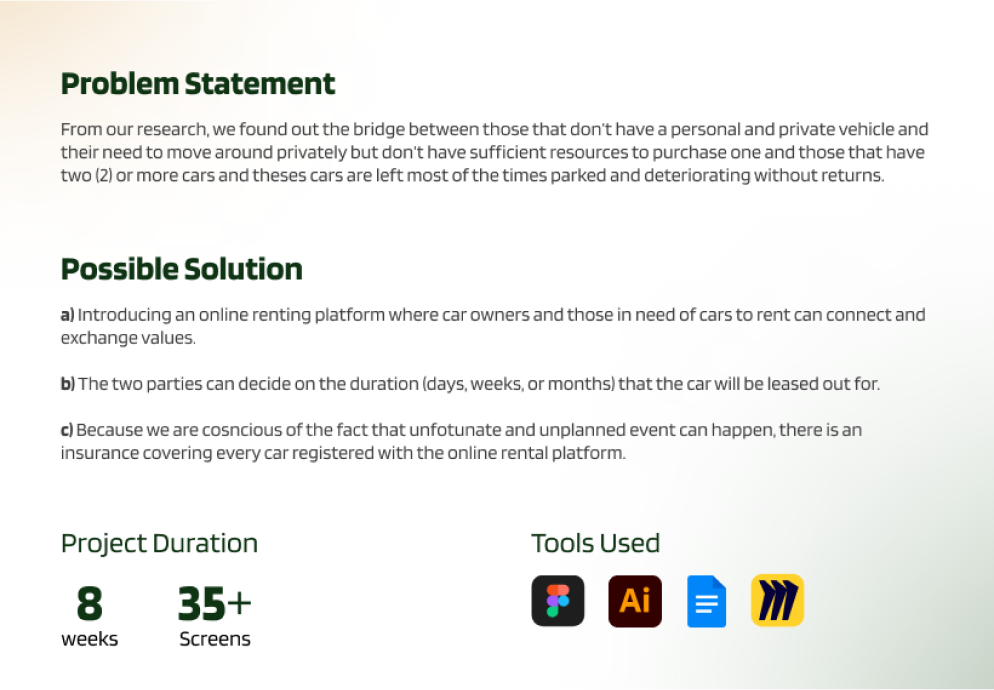 Problem Statement
From our research, we found out the bridge between those that don't have a personal and private vehicle and
their need to move around privately but don't have sufficient resources to purchase one and those that have
two (2) or more cars and theses cars are left most of the times parked and deteriorating without returns.
Possible Solution
a) Introducing an online renting platform where car owners and those in need of cars to rent can connect and
exchange values.
b) The two parties can decide on the duration (days, weeks, or months) that the car will be leased out for.
c) Because we are cosncious of the fact that unfotunate and unplanned event can happen, there is an
insurance covering every car registered with the online rental platform.
Project Duration
8
weeks
35+
Screens
Tools Used
Ai